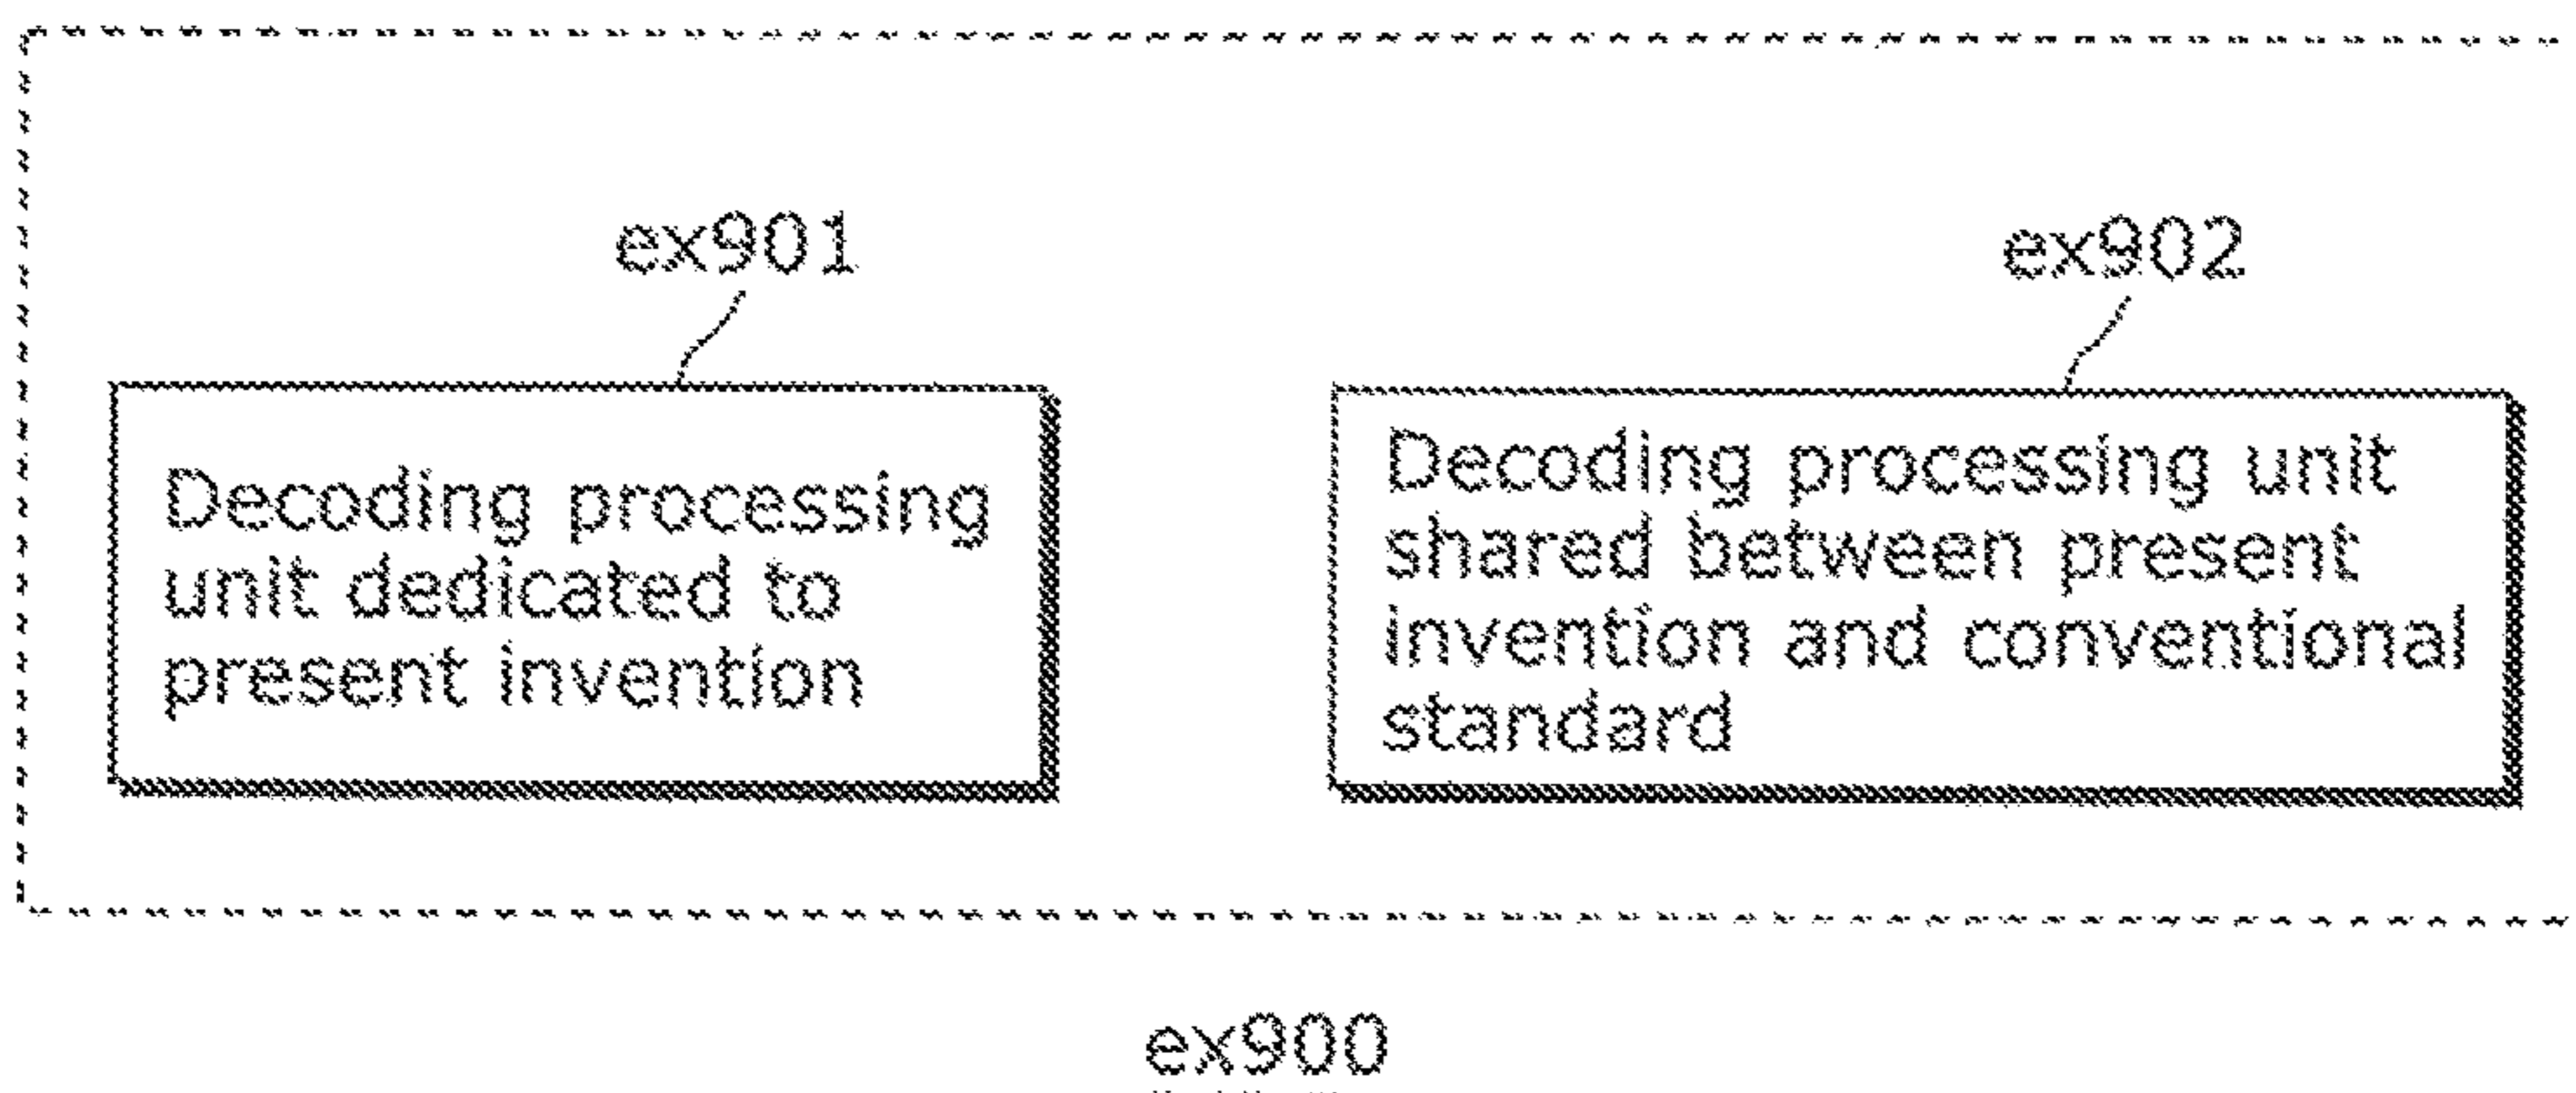 ex901
ex902
Decoding processing
unit dedicated to
present invention
Decoding processing unit
shared between present
invention and conventional
standard
ex900